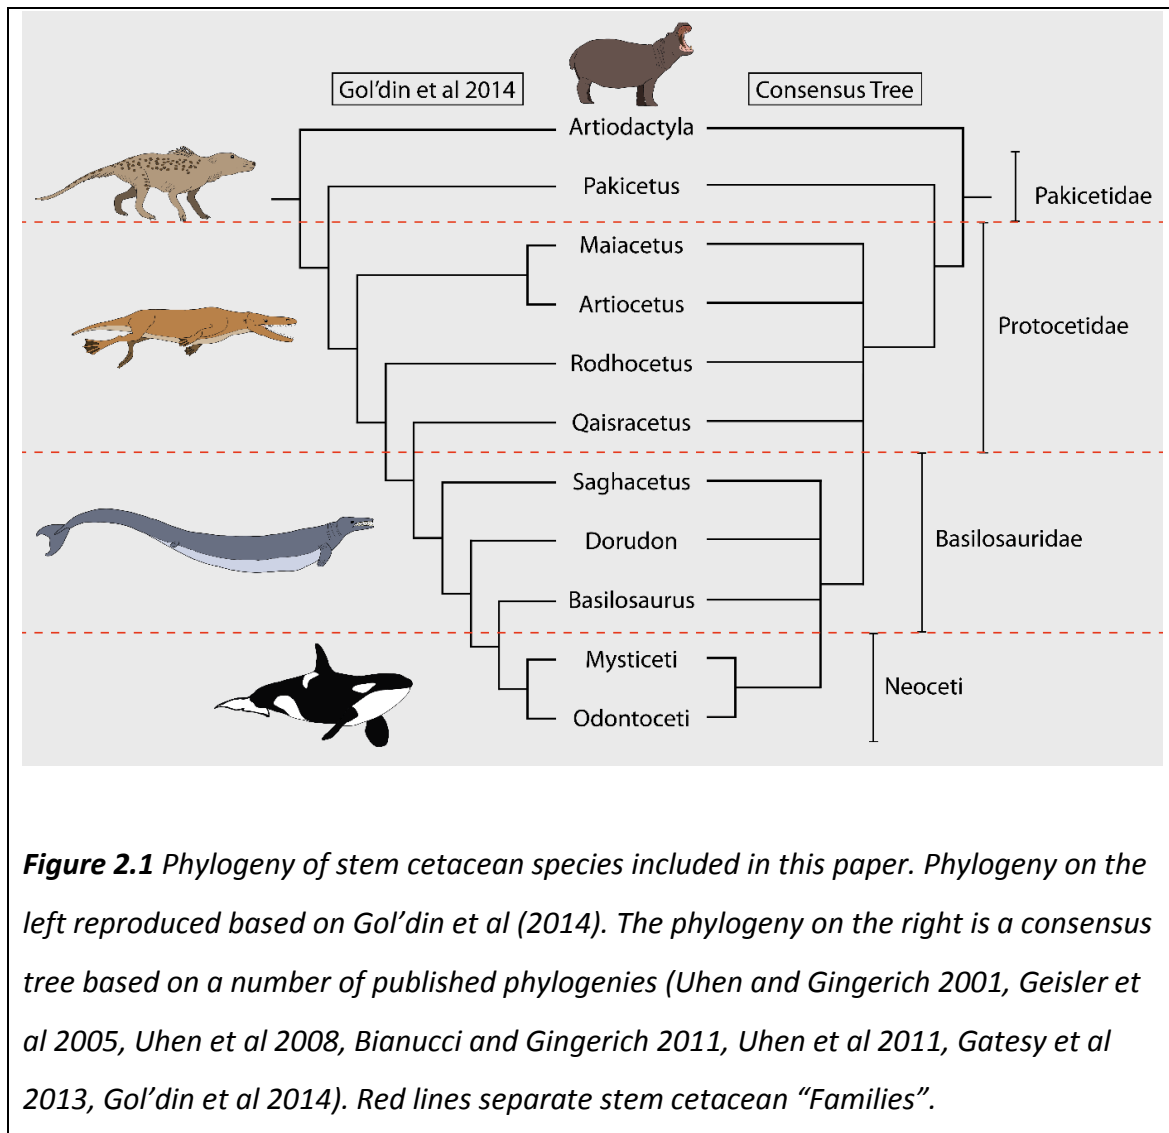 Gol'din et al 2014
Consensus Tree
Artiodactyla
Pakicetus
Pakicetidae
Maiacetus
Artiocetus
Protocetidae
Rodhocetus
Qaisracetus
Saghacetus
Dorudon
Basilosauridae
Basilosaurus
Mysticeti
Neoceti
Odontoceti
Figure 2.1 Phylogeny of stem cetacean species included in this paper. Phylogeny on the
left reproduced based on Gol'din et al (2014). The phylogeny on the right is a consensus
tree based on a number of published phylogenies (Uhen and Gingerich 2001, Geisler et
al 2005, Uhen et al 2008, Bianucci and Gingerich 2011, Uhen et al 2011, Gatesy et al
2013, Gol'din et al 2014). Red lines separate stem cetacean “Families”.